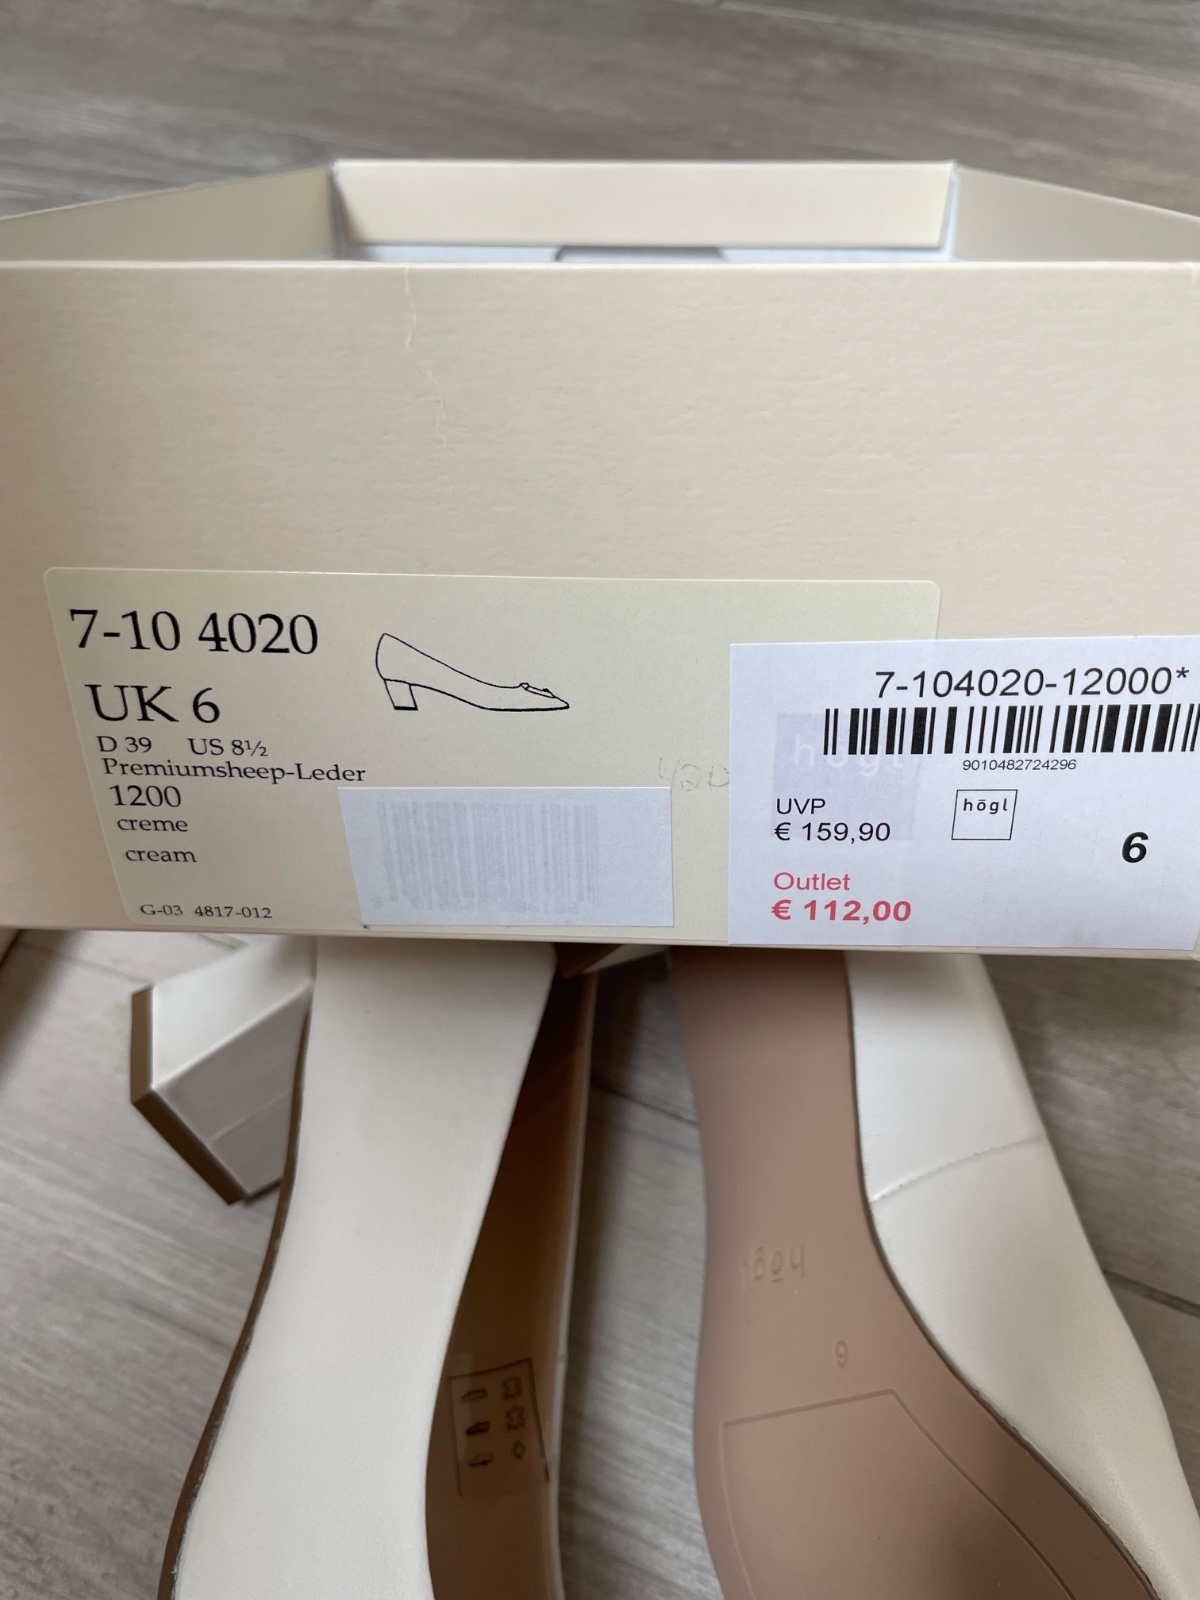 7-10 4020
UK 6
D 39 US 8½
Premiumsheep-Leder
1200
creme
cream
G-03 4817-012
7-104020-12000*
9010482724296
UVP
€ 159,90
högl
6
Outlet
€ 112,00
högl
6